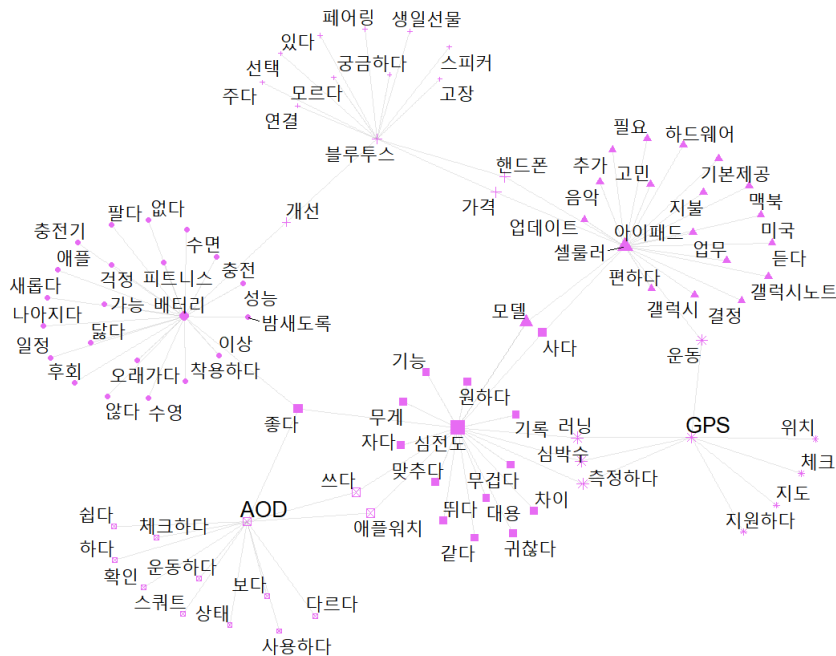 페어링
생일선물
있다
궁금하다
스피커
선택
모르다
고장
주다
연결
블루투스
핸드폰
필요
하드웨어
추가
고민
기본제공
음악
지불
맥북
가격
업데이트
아이패드
미국
셀룰러
업무
듣다
편하다
갤럭시노트
갤럭시
결정
개선
없다
팔다
충전기
수면
애플
걱정
피트니스
충전
새롭다
가능
배터리
성능
나아지다
밤새도록
닳다
일정
이상
후회
오래가다
착용하다
않다
수영
모델
사다
운동
기능
원하다
좋다
무게
기록
러닝
GPS
위치
자다
심전도
심박수
체크
맞추다
무겁다
측정하다
쓰다
차이
지도
AOD
애플워치
뛰다
대용
지원하다
쉽다
체크하다
같다
귀찮다
하다
확인
운동하다
보다
스쿼트
상태
다르다
사용하다